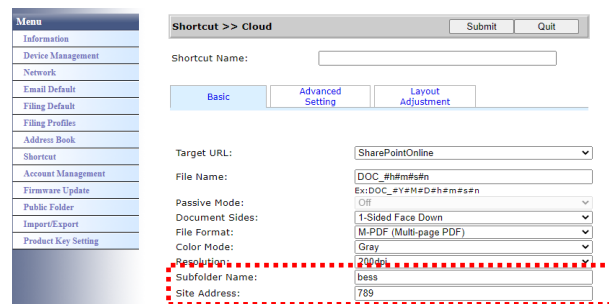 Menu
Information
Device Management
Network
Email Default
Filing Default
Filing Profiles
Address Book
Shortcut
Account Management
Firmware Update
Public Folder
Import/Export
Product Key Setting
Shortcut >> Cloud Submit Quit
Shortcut Name:
Basic Advanced Setting Layout Adjustment
Target URL: SharePointOnline
File Name: DOC_#h#m#s#n
Ex:DOC_#Y#M#D#h#m#s#n
Passive Mode: Off
Document Sides: 1-Sided Face Down
File Format: M-PDF (Multi-page PDF)
Color Mode: Gray
Resolution: 200dpi
Subfolder Name: bess
Site Address: 789